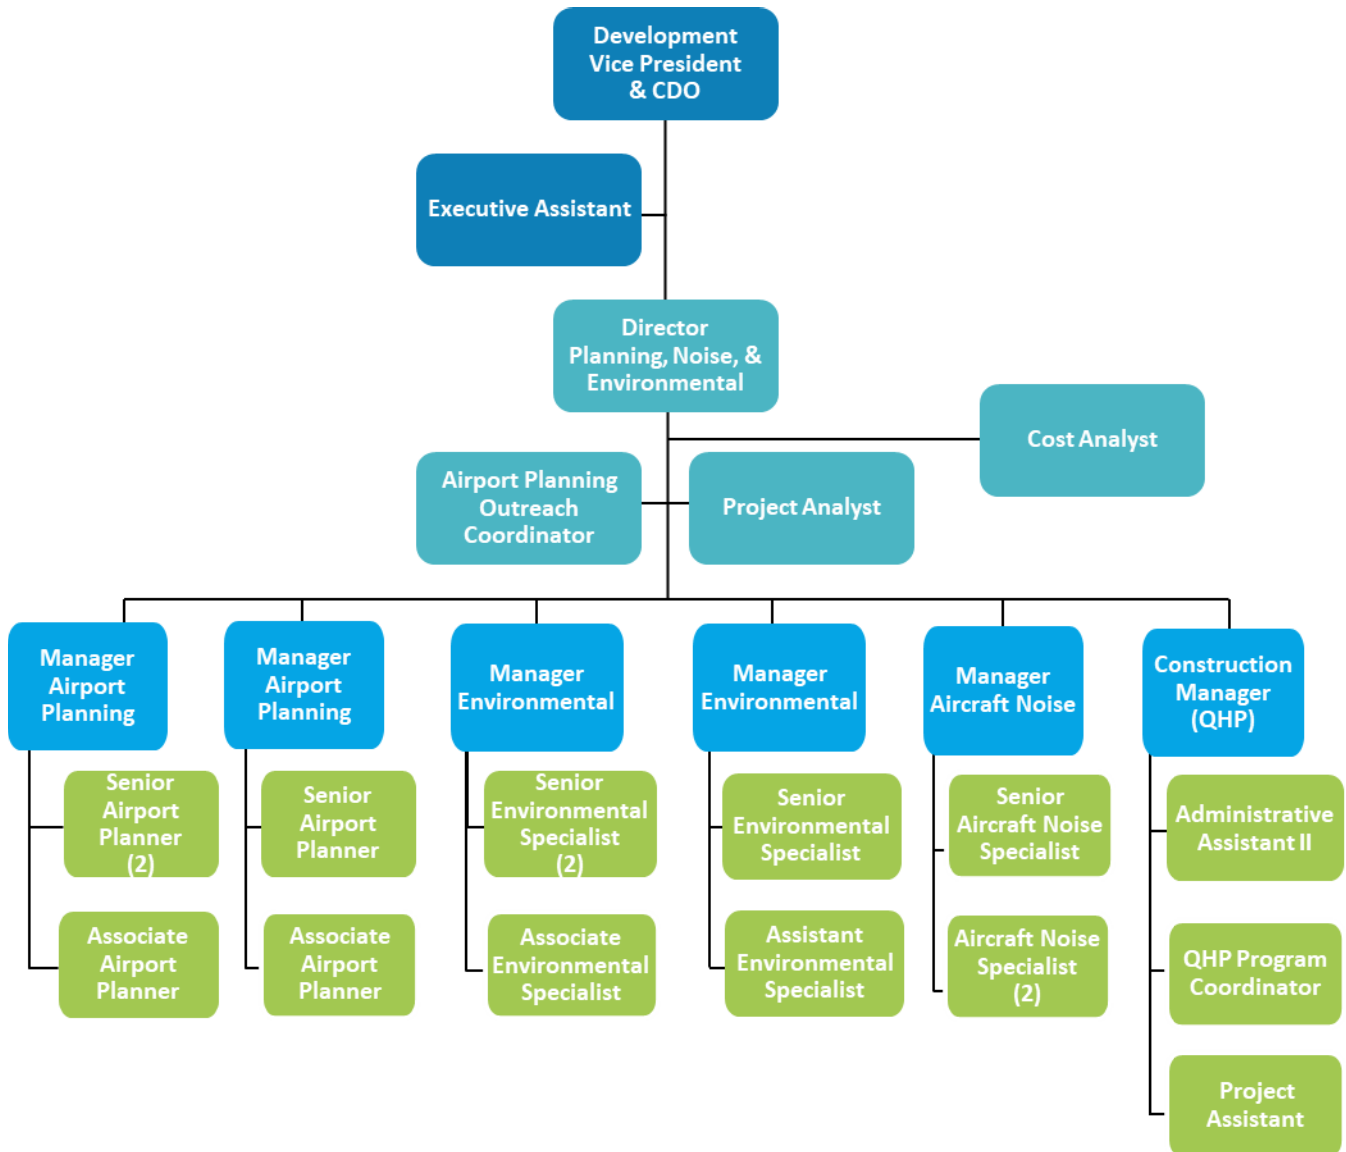 Development
Vice President
& CDO
Executive Assistant
Director
Planning, Noise, &
Environmental
Cost Analyst
Airport Planning
Outreach
Coordinator
Project Analyst
Manager
Airport
Planning
Manager
Airport
Planning
Manager
Environmental
Manager
Environmental
Manager
Aircraft Noise
Construction
Manager
(QHP)
Senior
Airport
Planner
(2)
Senior
Airport
Planner
Senior
Environmental
Specialist
(2)
Senior
Environmental
Specialist
Senior
Aircraft Noise
Specialist
Administrative
Assistant II
Associate
Airport
Planner
Associate
Airport
Planner
Associate
Environmental
Specialist
Assistant
Environmental
Specialist
Aircraft Noise
Specialist
(2)
QHP Program
Coordinator
Project
Assistant